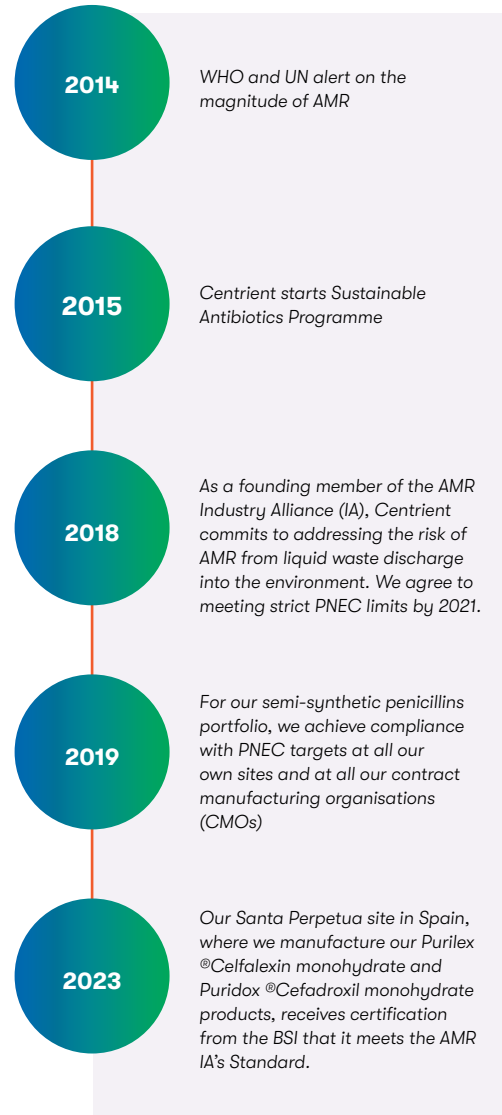 2014
WHO and UN alert on the
magnitude of AMR
2015
Centrient starts Sustainable
Antibiotics Programme
2018
As a founding member of the AMR
Industry Alliance (IA), Centrient
commits to addressing the risk of
AMR from liquid waste discharge
into the environment. We agree to
meeting strict PNEC limits by 2021.
2019
For our semi-synthetic penicillins
portfolio, we achieve compliance
with PNEC targets at all our
own sites and at all our contract
manufacturing organisations
(CMOs)
2023
Our Santa Perpetua site in Spain,
where we manufacture our Purilex
®Celfalexin monohydrate and
Puridox ®Cefadroxil monohydrate
products, receives certification
from the BSI that it meets the AMR
IA's Standard.